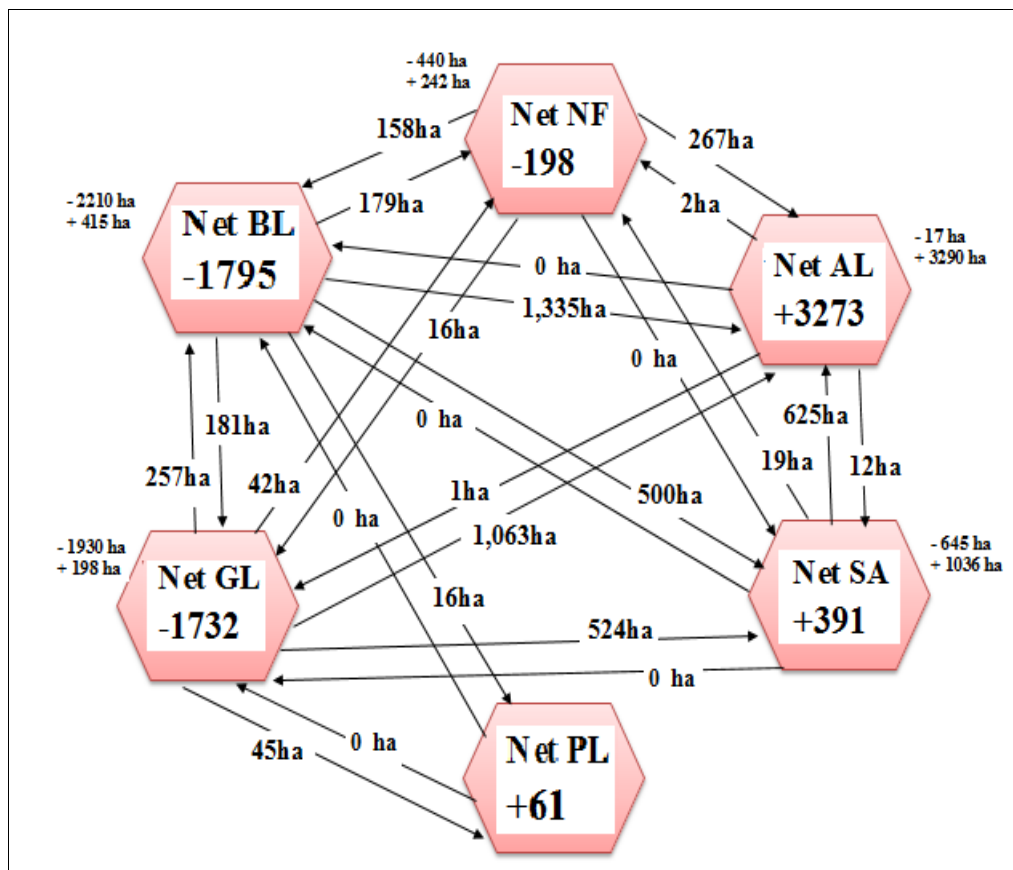 - 440 ha
+ 242 ha
Net NF
-198
158ha
267ha
179ha
2ha
- 2210 ha
+ 415 ha
Net BL
-1795
- 17 ha
+ 3290 ha
Net AL
+3273
0 ha
1,335ha
16ha
0 ha
0 ha
181ha
625ha
257ha
42ha
19ha
12ha
1ha
500ha
0 ha
1,063ha
- 1930 ha
+ 198 ha
Net GL
-1732
- 645 ha
+ 1036 ha
Net SA
+391
16ha
524ha
0 ha
45ha
0 ha
Net PL
+61